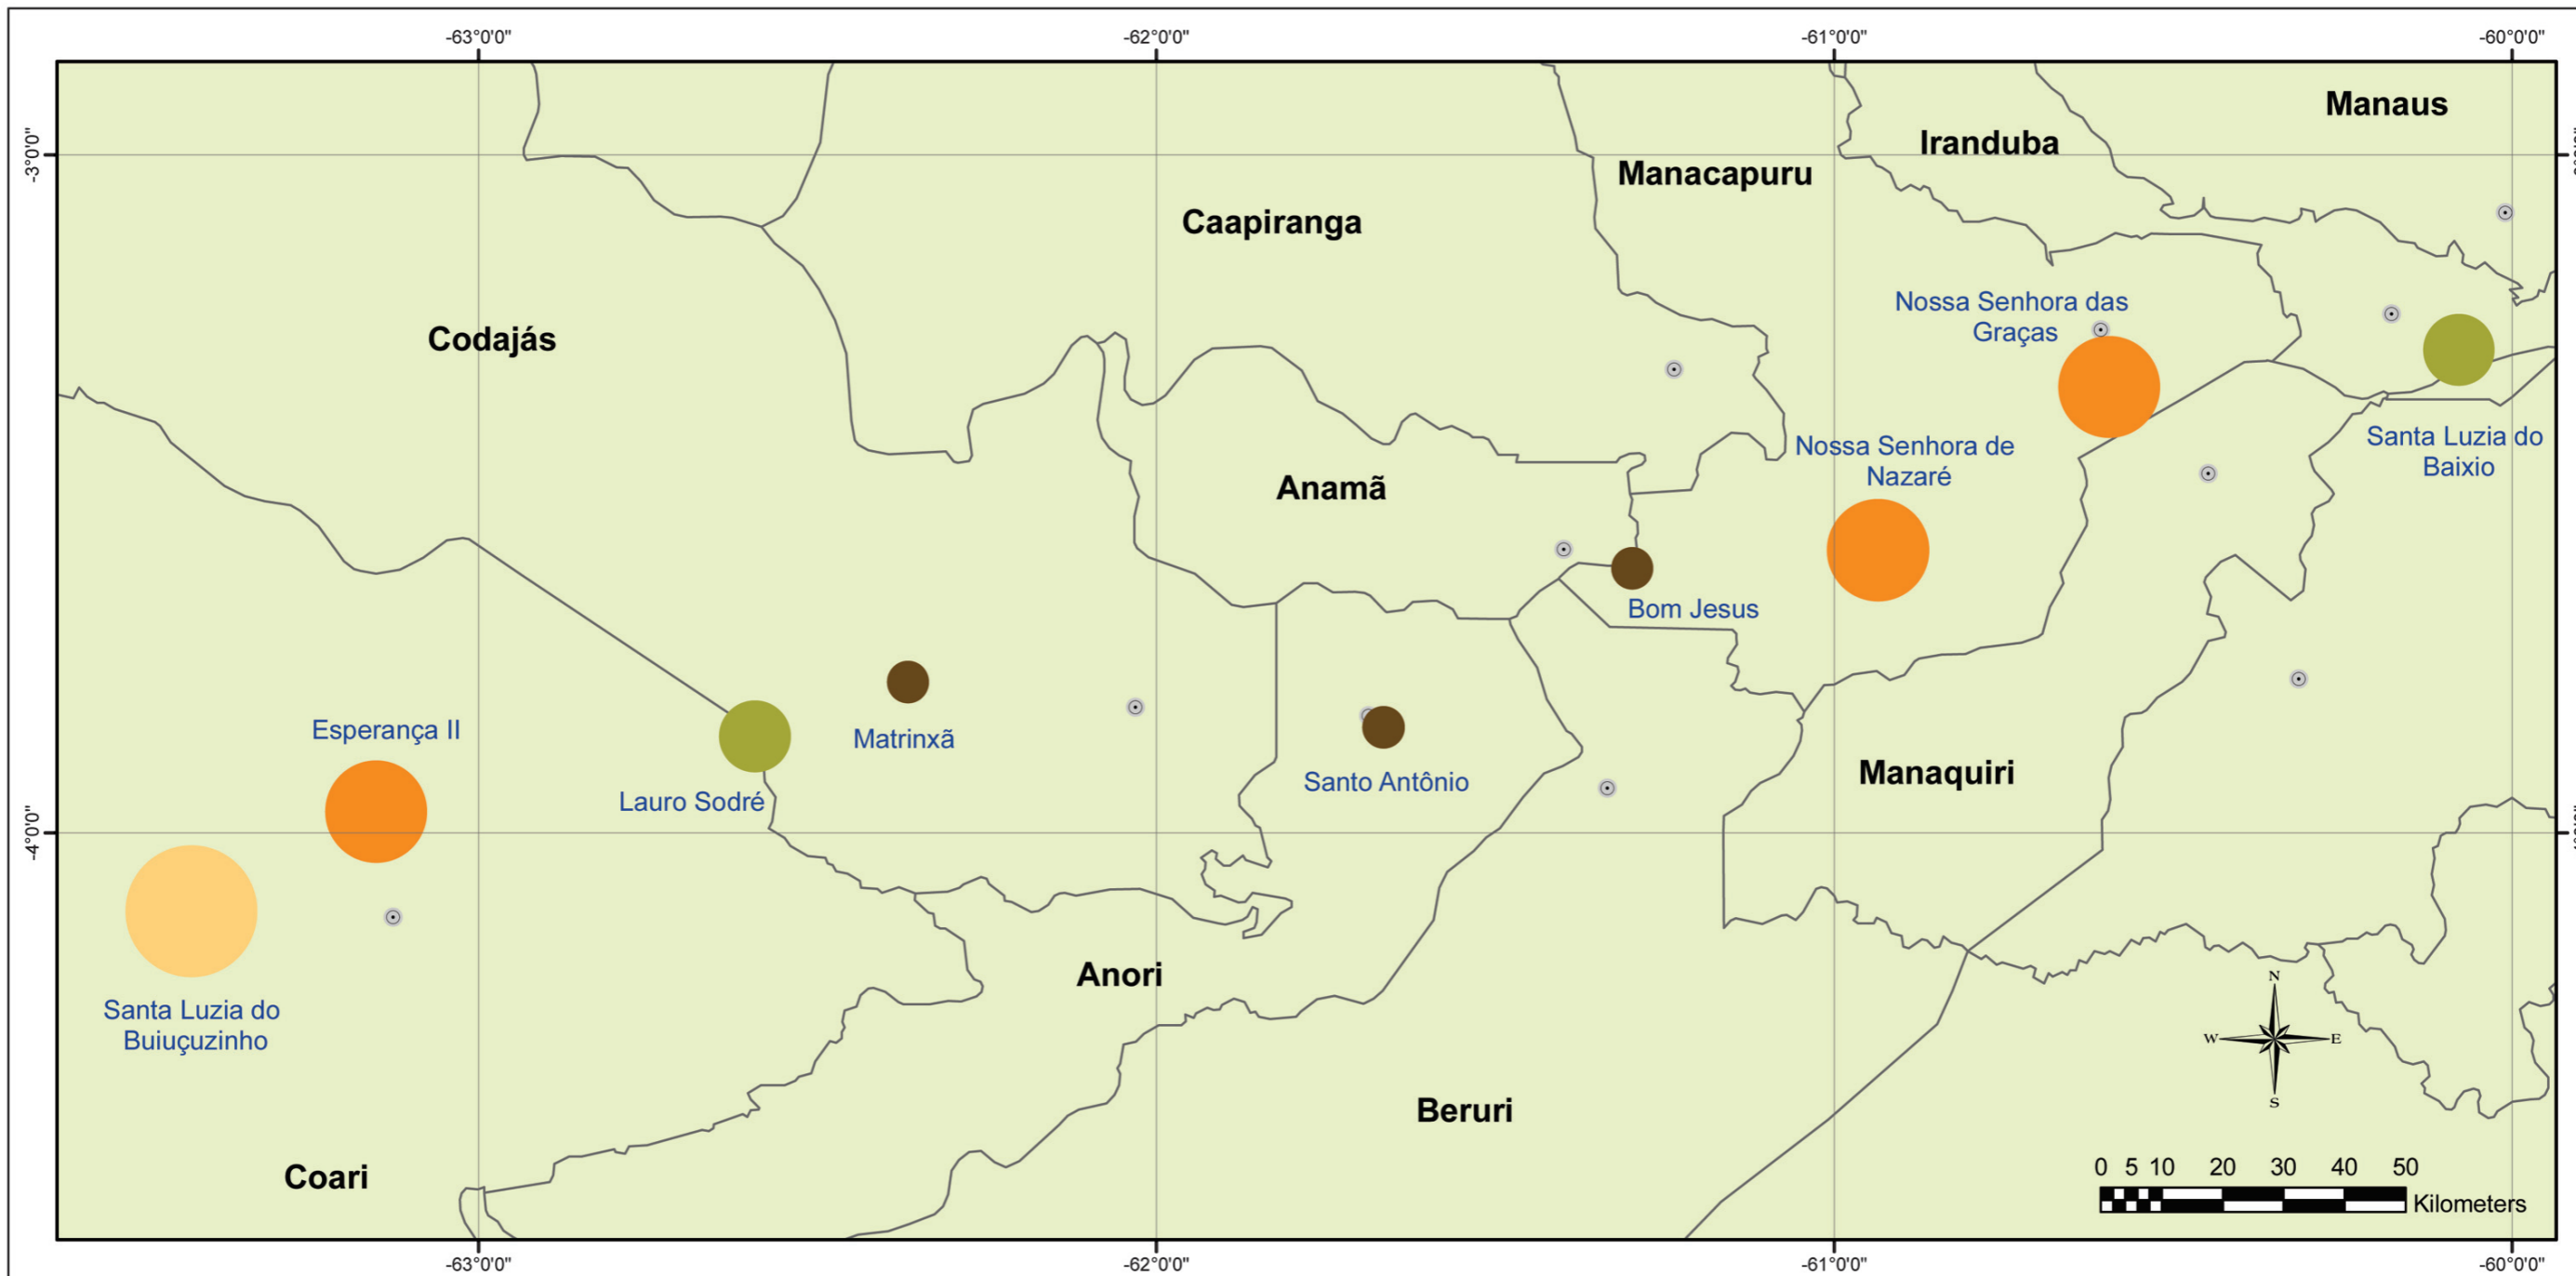 -63°0'0"
-62°0'0"
-61°0'0"
-60°0'0"
-3°0'0"
Manaus
Iranduba
Manacapuru
Caapiranga
Codajás
Nossa Senhora das
Graças
Nossa Senhora de
Nazaré
Santa Luzia do
Baixio
Anamã
Bom Jesus
Matrinxã
Esperança II
Lauro Sodré
Santo Antônio
Manaquiri
-4°0'0"
Santa Luzia do
Buiuçuzinho
Anori
N
W
E
S
Beruri
Coari
0 5 10 20 30 40 50
Kilometers
-63°0'0"
-62°0'0"
-61°0'0"
-60°0'0"